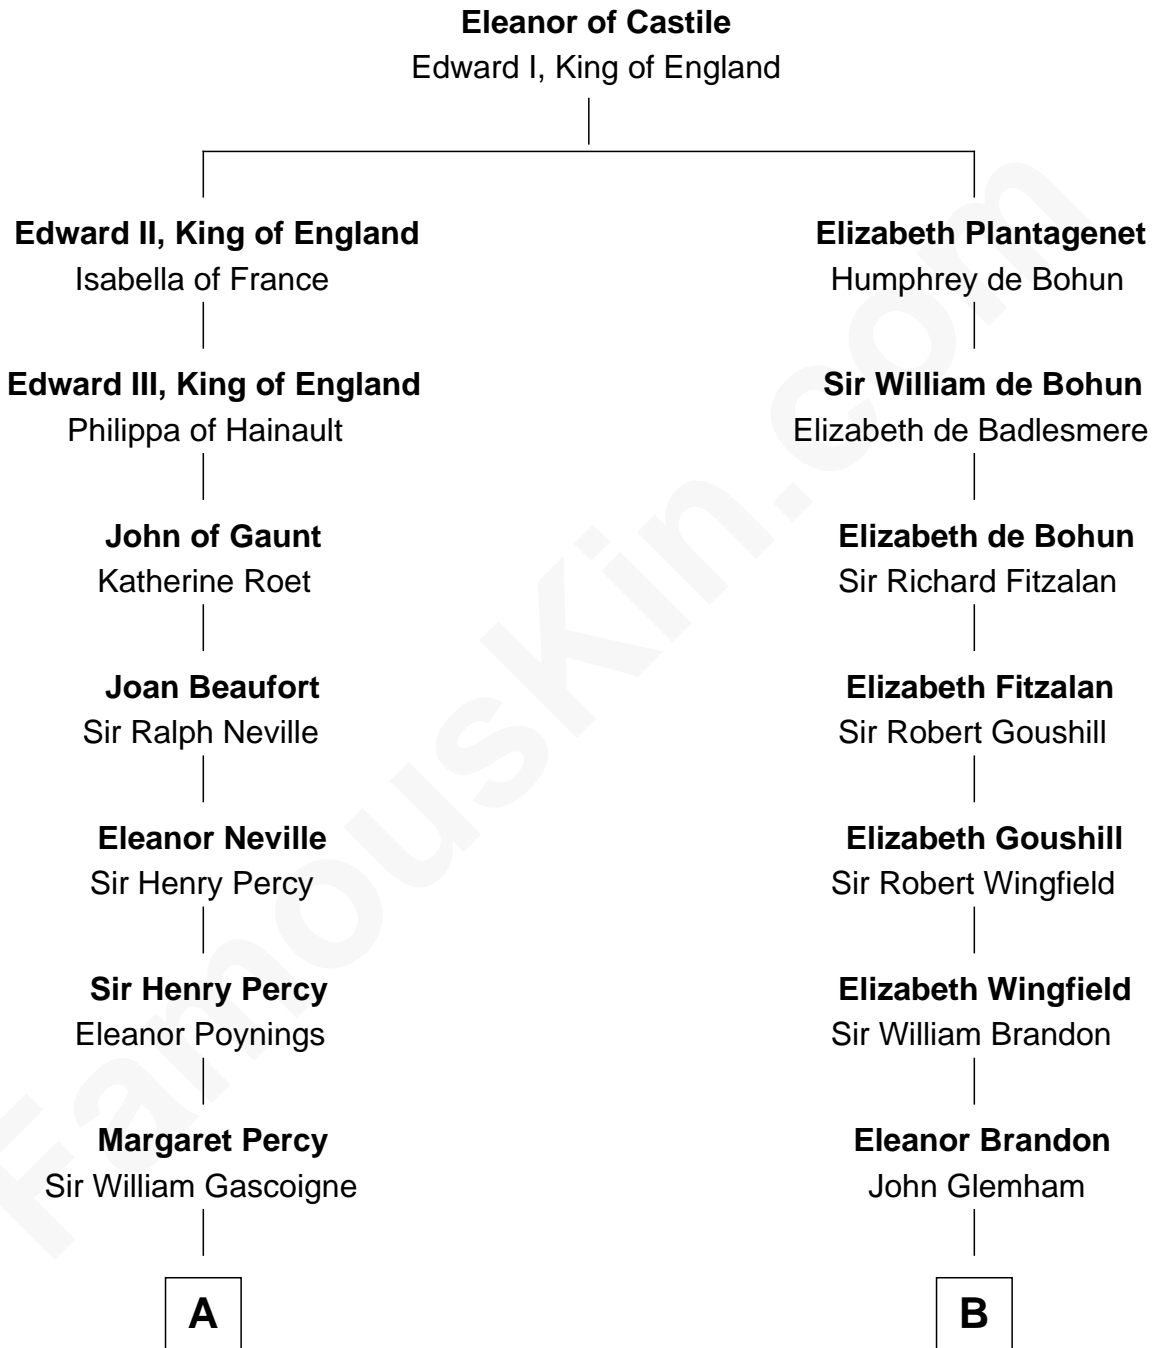 Eleanor of Castile
Edward I, King of England
Edward II, King of England
Isabella of France
Edward III, King of England
Philippa of Hainault
John of Gaunt
Katherine Roet
Joan Beaufort
Sir Ralph Neville
Eleanor Neville
Sir Henry Percy
Sir Henry Percy
Eleanor Poynings
Margaret Percy
Sir William Gascoigne
A
Elizabeth Plantagenet
Humphrey de Bohun
Sir William de Bohun
Elizabeth de Badlesmere
Elizabeth de Bohun
Sir Richard Fitzalan
Elizabeth Fitzalan
Sir Robert Goushill
Elizabeth Goushill
Sir Robert Wingfield
Elizabeth Wingfield
Sir William Brandon
Eleanor Brandon
John Glemham
B
FamousKin.com